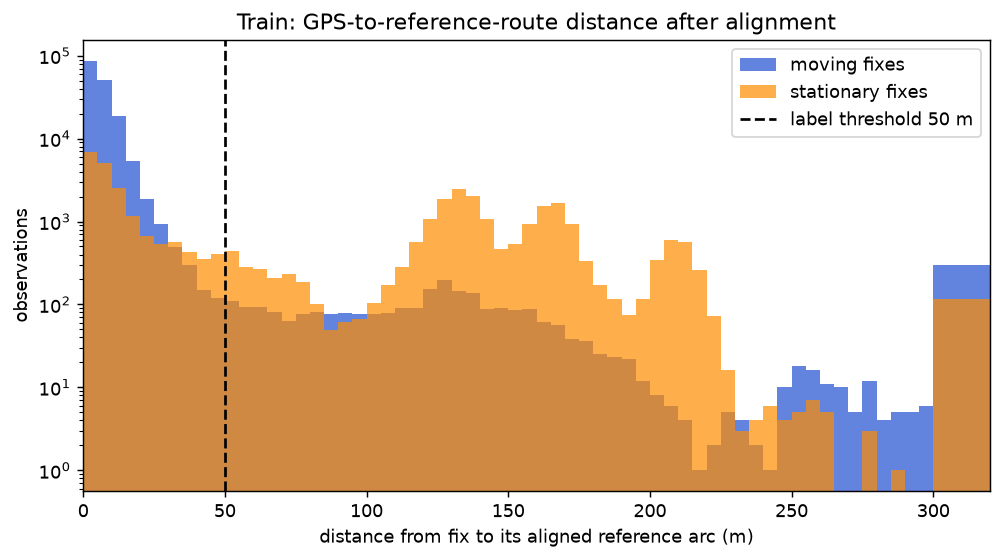 Train: GPS-to-reference-route distance after alignment
moving fixes
stationary fixes
label threshold 50 m
observations
10^5
10^4
10^3
10^2
10^1
10^0
0 50 100 150 200 250 300
distance from fix to its aligned reference arc (m)